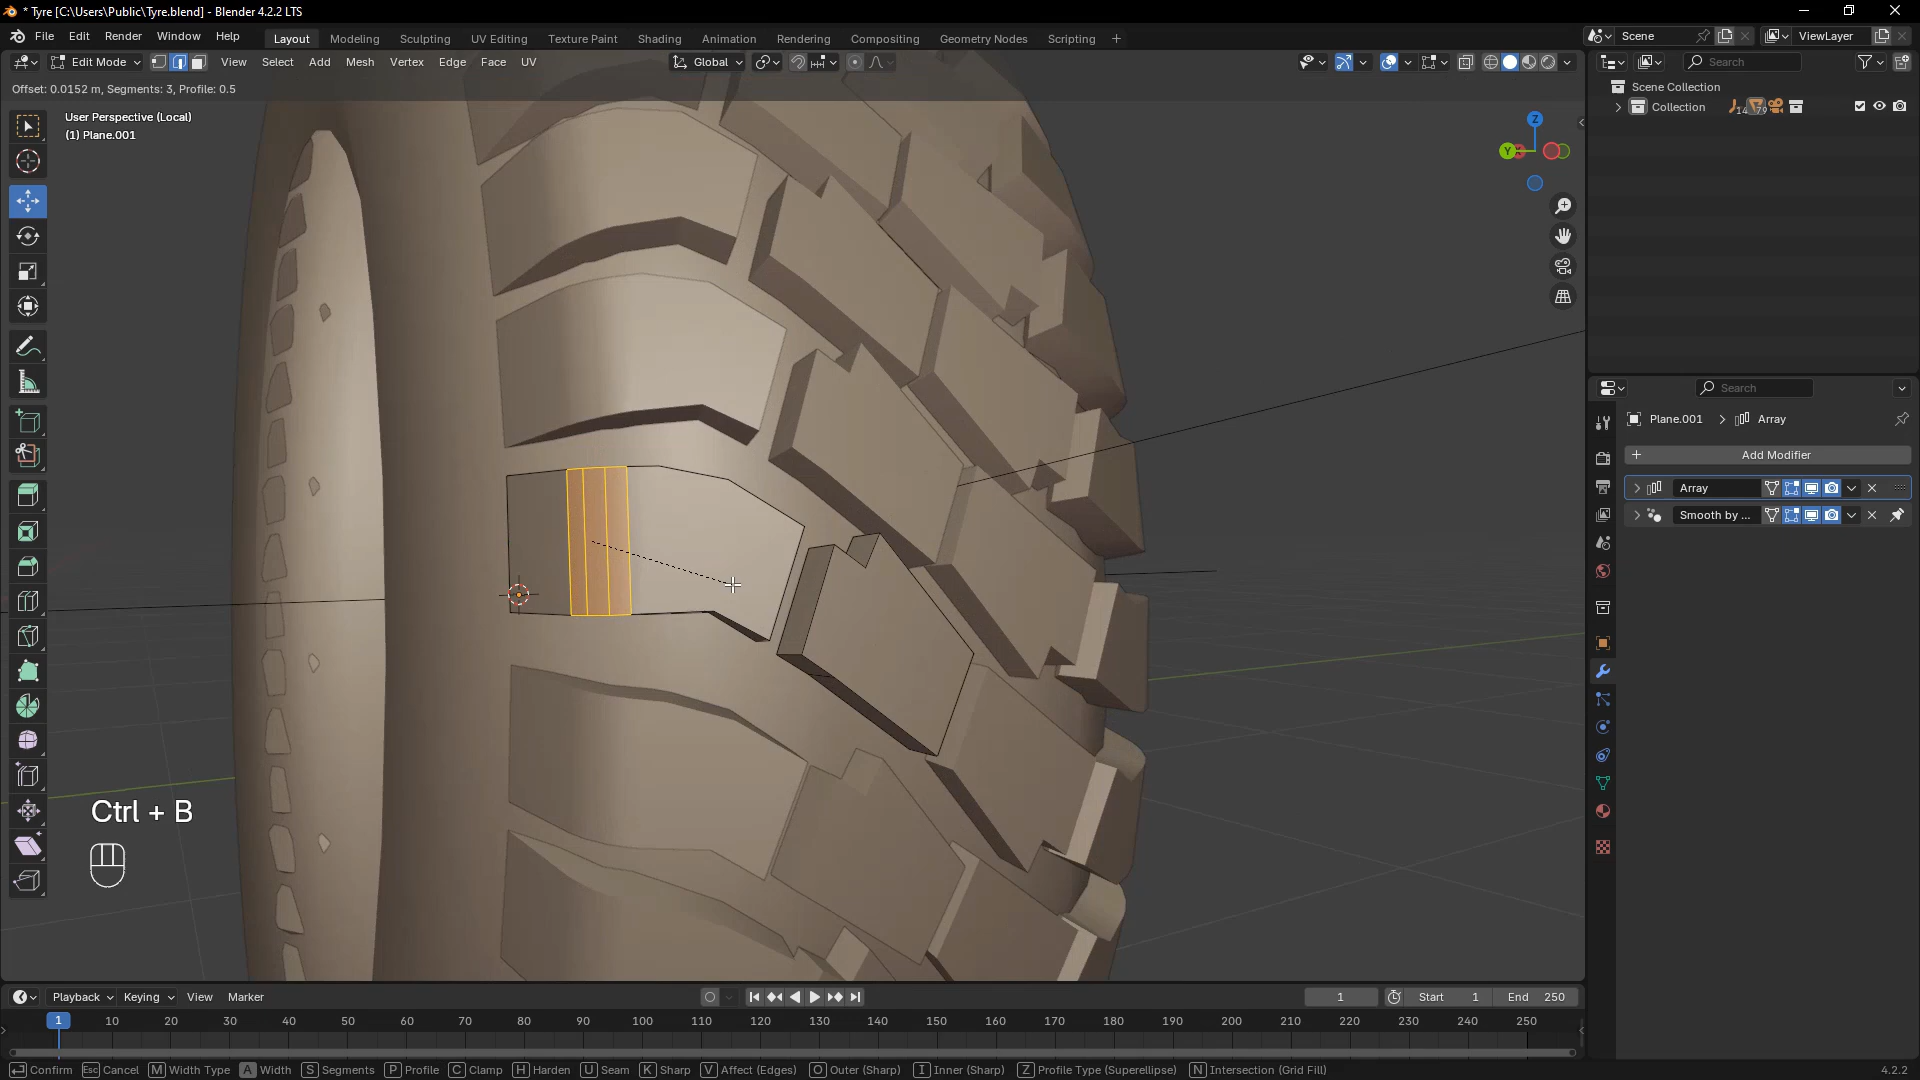 * Tyre [C:\Users\Public\Tyre.blend] - Blender 4.2.2 LTS
File Edit Render Window Help
Layout Modeling Sculpting UV Editing Texture Paint Shading Animation Rendering Compositing Geometry Nodes Scripting +
Scene
ViewLayer
Edit Mode
View Select Add Mesh Vertex Edge Face UV
Global
Search
Offset: 0.0152 m, Segments: 3, Profile: 0.5
Scene Collection
Collection
14
79
User Perspective (Local)
(1) Plane.001
Z
Y
Search
Plane.001 > Array
+ Add Modifier
Array
Smooth by ...
Ctrl + B
Playback Keying View Marker
1 Start 1 End 250
1 10 20 30 40 50 60 70 80 90 100 110 120 130 140 150 160 170 180 190 200 210 220 230 240 250
Confirm Esc Cancel M Width Type A Width S Segments P Profile C Clamp H Harden U Seam K Sharp V Affect (Edges) O Outer (Sharp) I Inner (Sharp) Z Profile Type (Superellipse) N Intersection (Grid Fill)
4.2.2